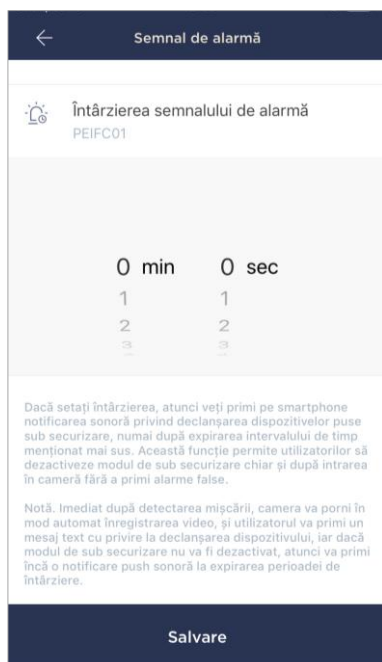 Semnal de alarmă
Întârzierea semnalului de alarmă
PEIFC01
0 min 0 sec
1 1
2 2
3 3
Dacă setați întârzierea, atunci veți primi pe smartphone
notificarea sonoră privind declanșarea dispozitivelor puse
sub securizare, numai după expirarea intervalului de timp
menționat mai sus. Această funcție permite utilizatorilor să
dezactiveze modul de sub securizare chiar și după intrarea
în cameră fără a primi alarme false.
Notă. Imediat după detectarea mișcării, camera va porni în
mod automat înregistrarea video, și utilizatorul va primi un
mesaj text cu privire la declanșarea dispozitivului, iar dacă
modul de sub securizare nu va fi dezactivat, atunci va primi
încă o notificare push sonoră la expirarea perioadei de
întârziere.
Salvare